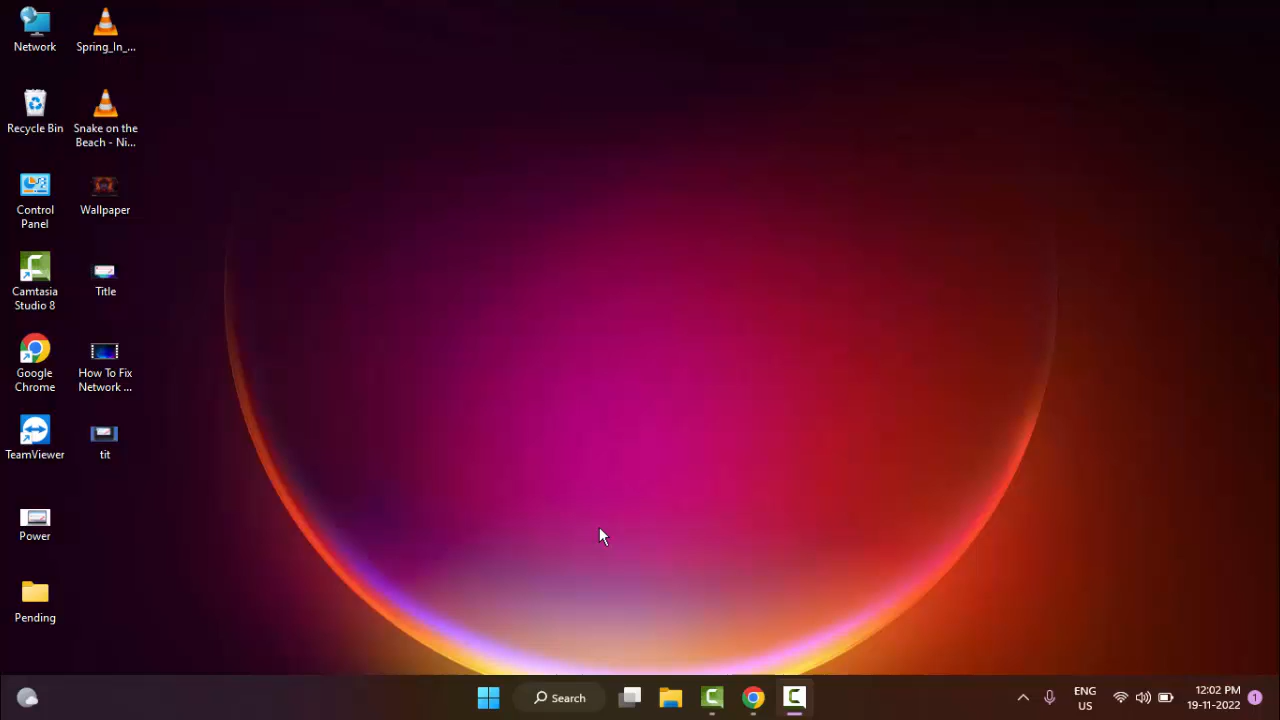 Network
Spring_In_...
Recycle Bin
Snake on the
Beach - Ni...
Control
Panel
Wallpaper
Camtasia
Studio 8
Title
Google
Chrome
How To Fix
Network ...
TeamViewer
tit
Power
Pending
Search
ENG
US
12:02 PM
19-11-2022
1